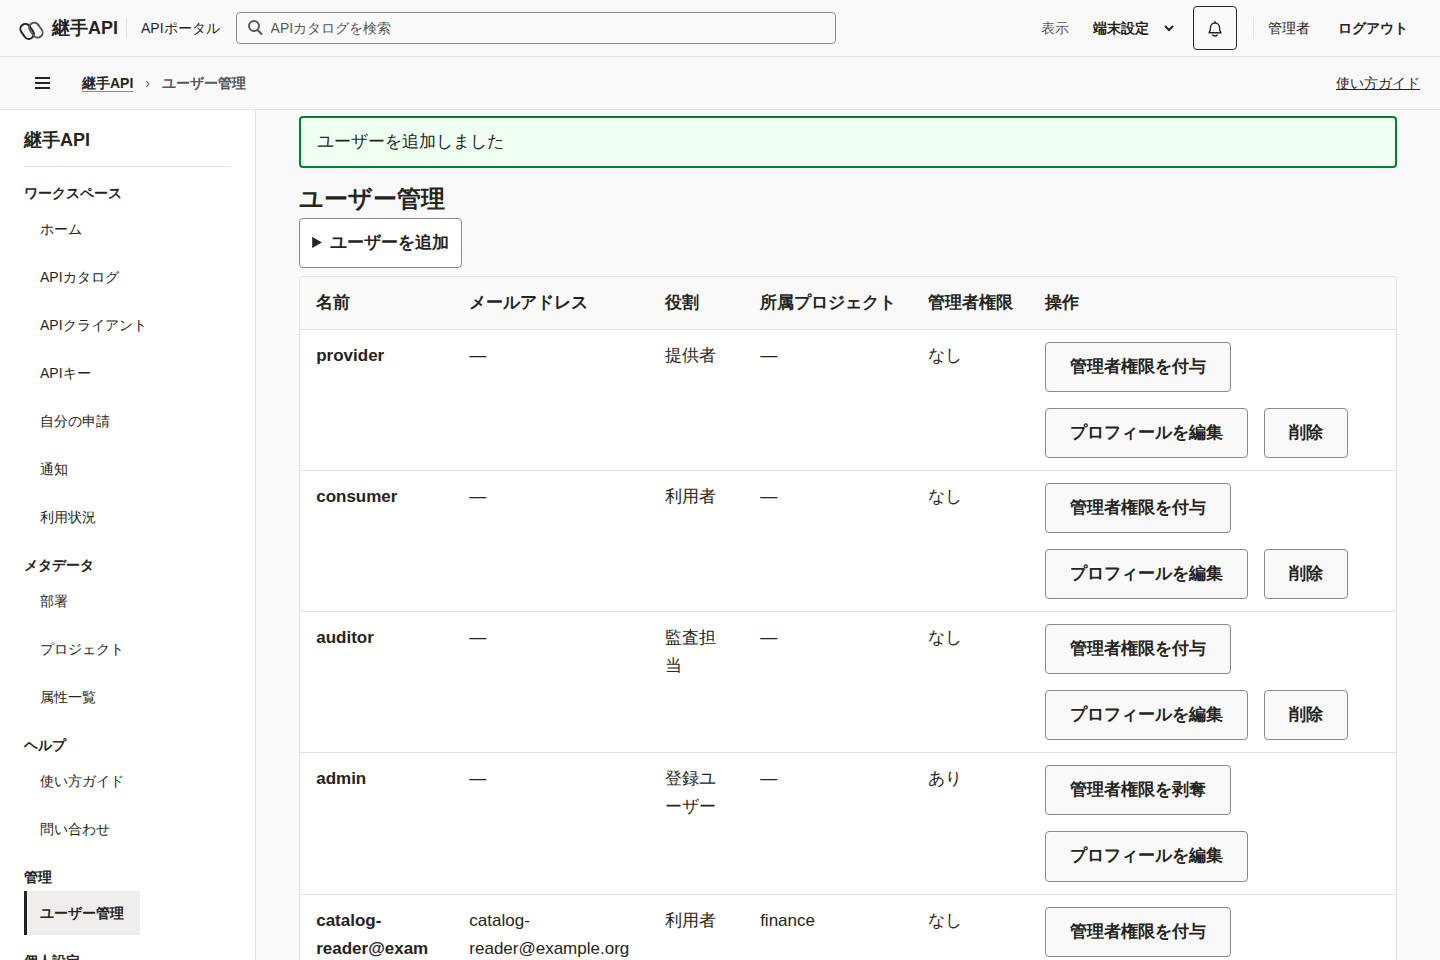 継手API
APIポータル
APIカタログを検索
表示
端末設定
管理者
ログアウト
継手API › ユーザー管理
使い方ガイド
継手API
ワークスペース
ホーム
APIカタログ
APIクライアント
APIキー
自分の申請
通知
利用状況
メタデータ
部署
プロジェクト
属性一覧
ヘルプ
使い方ガイド
問い合わせ
管理
ユーザー管理
ユーザーを追加しました
ユーザー管理
▶ ユーザーを追加
名前 メールアドレス 役割 所属プロジェクト 管理者権限 操作
provider — 提供者 — なし 管理者権限を付与
プロフィールを編集 削除
consumer — 利用者 — なし 管理者権限を付与
プロフィールを編集 削除
auditor — 監査担 — なし 管理者権限を付与
当
プロフィールを編集 削除
admin — 登録ユ — あり 管理者権限を剥奪
ーザー
プロフィールを編集
catalog- catalog- 利用者 finance なし 管理者権限を付与
reader@exam reader@example.org